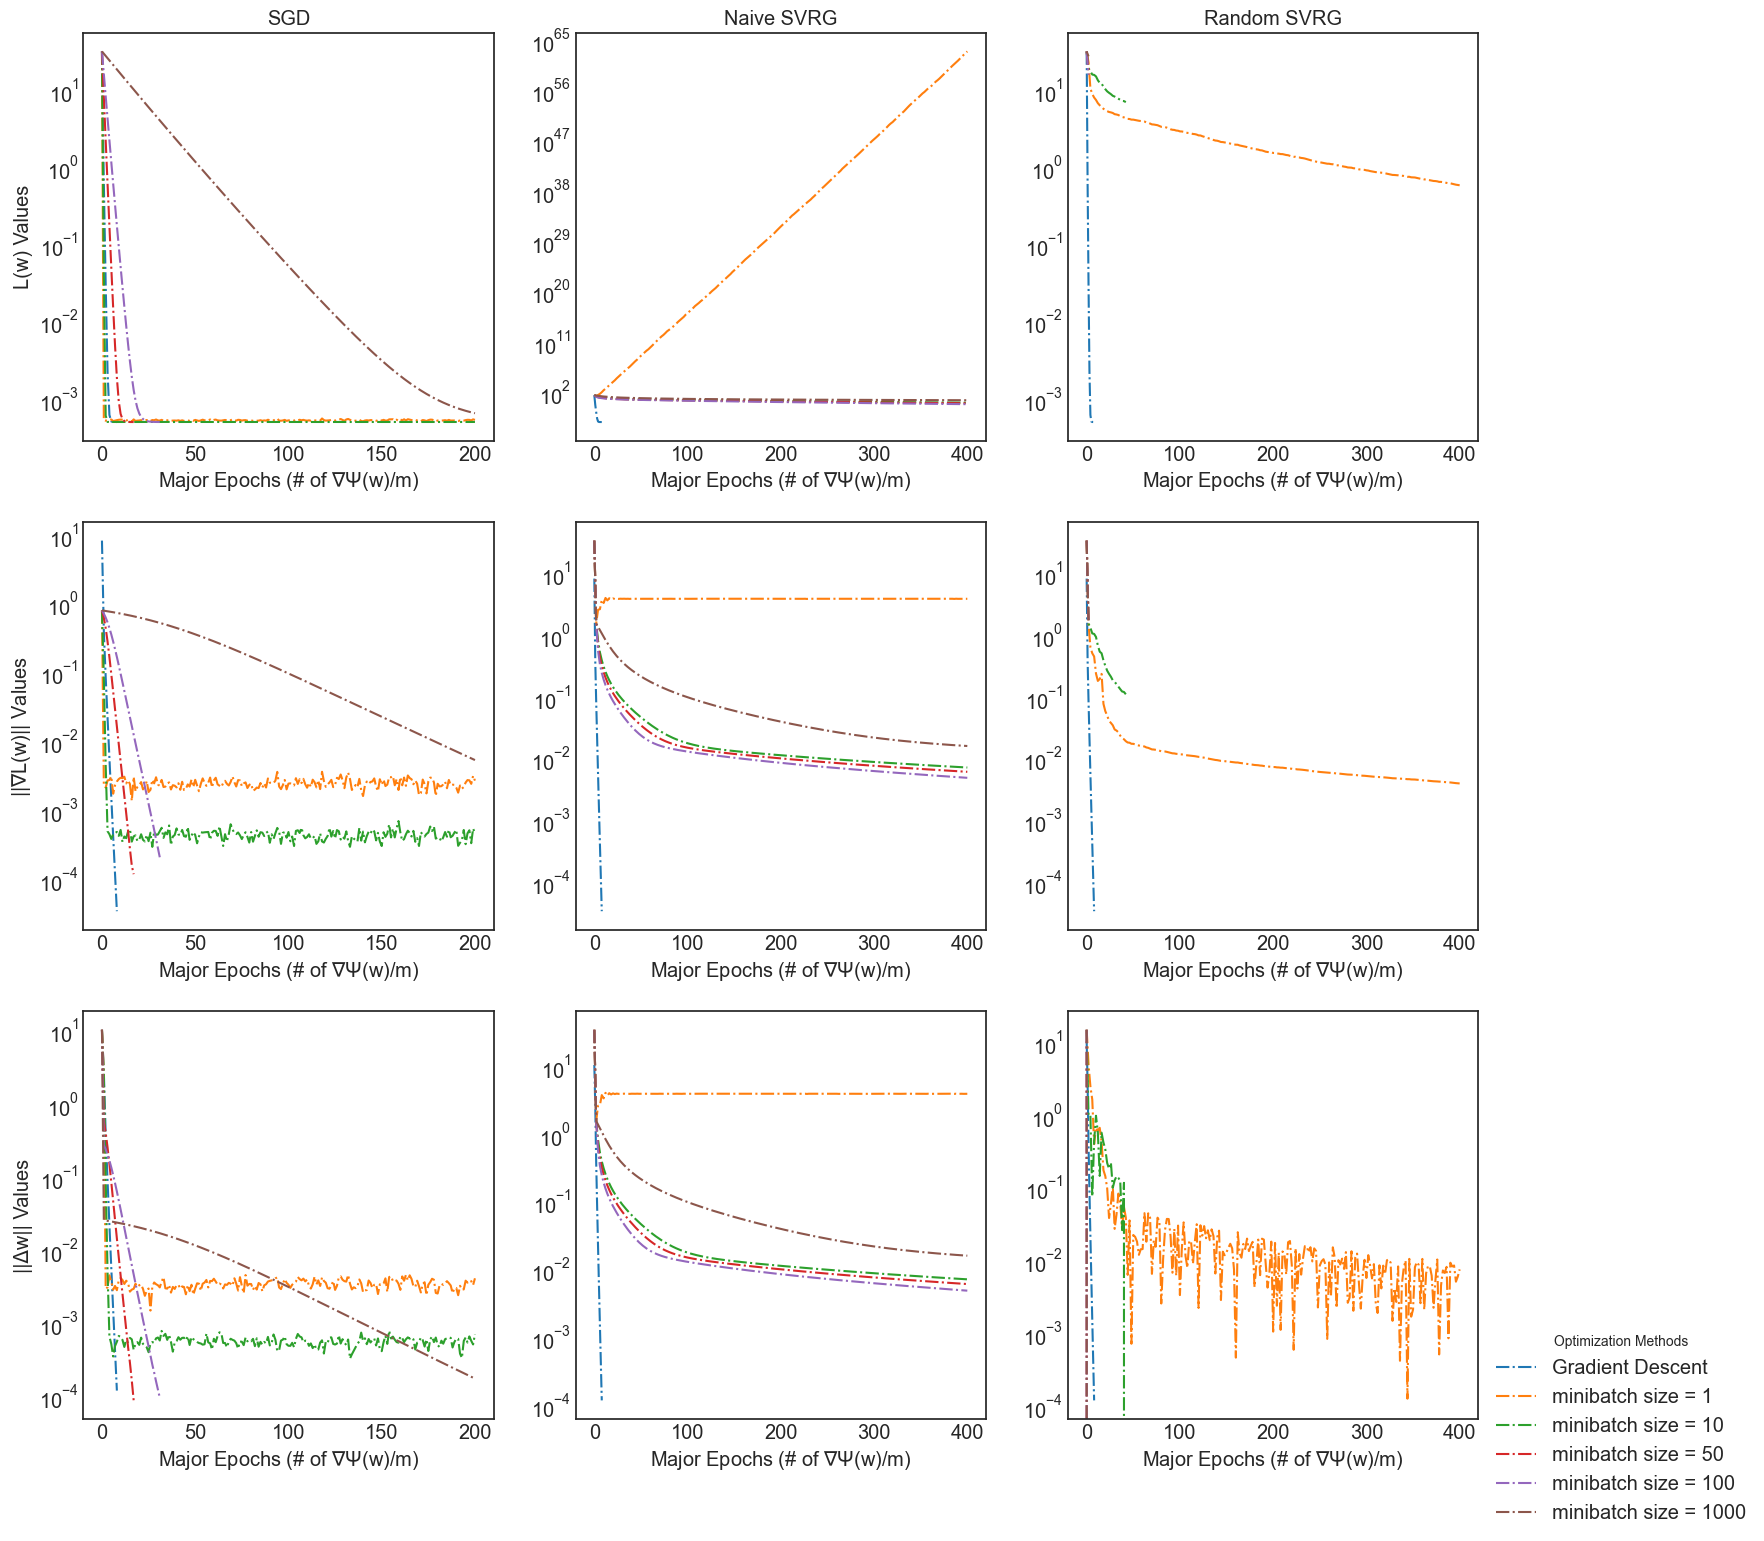 SGD
Naive SVRG
Random SVRG
L(w) Values
10^1
10^0
10^−1
10^−2
10^−3
0 50 100 150 200
Major Epochs (# of ∇Ψ(w)/m)
10^65
10^56
10^47
10^38
10^29
10^20
10^11
10^2
0 100 200 300 400
Major Epochs (# of ∇Ψ(w)/m)
10^1
10^0
10^−1
10^−2
10^−3
0 100 200 300 400
Major Epochs (# of ∇Ψ(w)/m)
||∇L(w)|| Values
10^1
10^0
10^−1
10^−2
10^−3
10^−4
0 50 100 150 200
Major Epochs (# of ∇Ψ(w)/m)
10^1
10^0
10^−1
10^−2
10^−3
10^−4
0 100 200 300 400
Major Epochs (# of ∇Ψ(w)/m)
10^1
10^0
10^−1
10^−2
10^−3
10^−4
0 100 200 300 400
Major Epochs (# of ∇Ψ(w)/m)
||Δw|| Values
10^1
10^0
10^−1
10^−2
10^−3
10^−4
0 50 100 150 200
Major Epochs (# of ∇Ψ(w)/m)
10^1
10^0
10^−1
10^−2
10^−3
10^−4
0 100 200 300 400
Major Epochs (# of ∇Ψ(w)/m)
10^1
10^0
10^−1
10^−2
10^−3
10^−4
0 100 200 300 400
Major Epochs (# of ∇Ψ(w)/m)
Optimization Methods
Gradient Descent
minibatch size = 1
minibatch size = 10
minibatch size = 50
minibatch size = 100
minibatch size = 1000